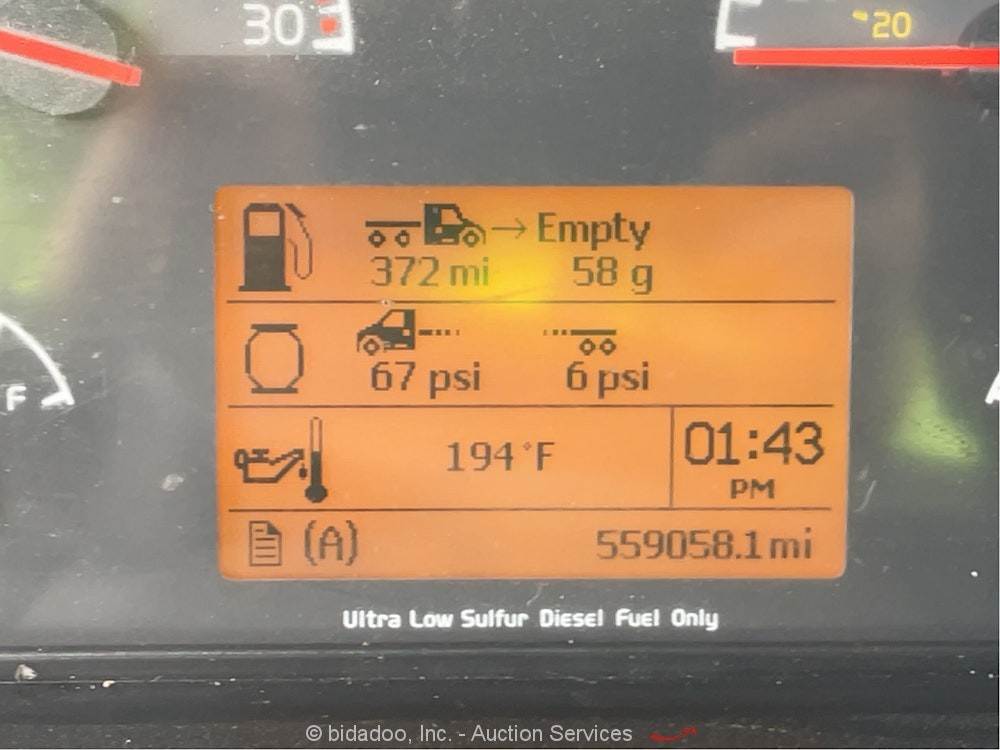 30
20
→ Empty
372 mi 58 g
67 psi 6 psi
194°F
01:43
PM
(A) 559058.1 mi
F
Ultra Low Sulfur Diesel Fuel Only
© bidadoo, Inc. - Auction Services